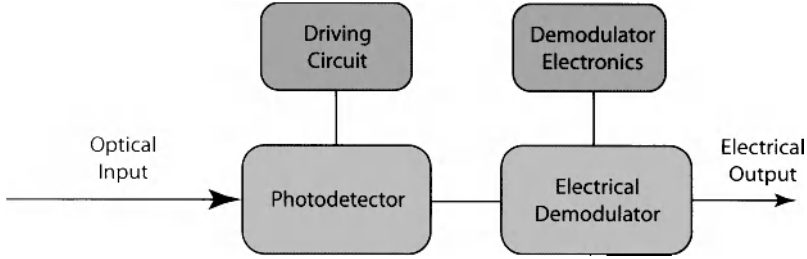 Driving
Circuit
Demodulator
Electronics
Optical
Input
Photodetector
Electrical
Demodulator
Electrical
Output